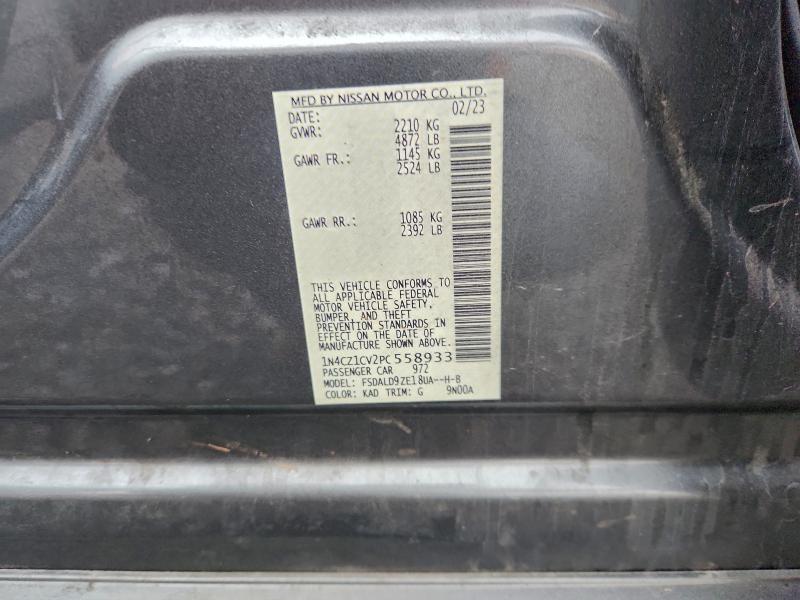 MFD BY NISSAN MOTOR CO., LTD.
DATE: 02/23
GVWR: 2210 KG
4872 LB
GAWR FR.: 1145 KG
2524 LB
GAWR RR.: 1085 KG
2392 LB
THIS VEHICLE CONFORMS TO
ALL APPLICABLE FEDERAL
MOTOR VEHICLE SAFETY,
BUMPER, AND THEFT
PREVENTION STANDARDS IN
EFFECT ON THE DATE OF
MANUFACTURE SHOWN ABOVE.
1N4CZ1CV2PC558933
PASSENGER CAR 972
MODEL: FSDALD9ZE18UA--H-B
COLOR: KAD TRIM: G 9N00A